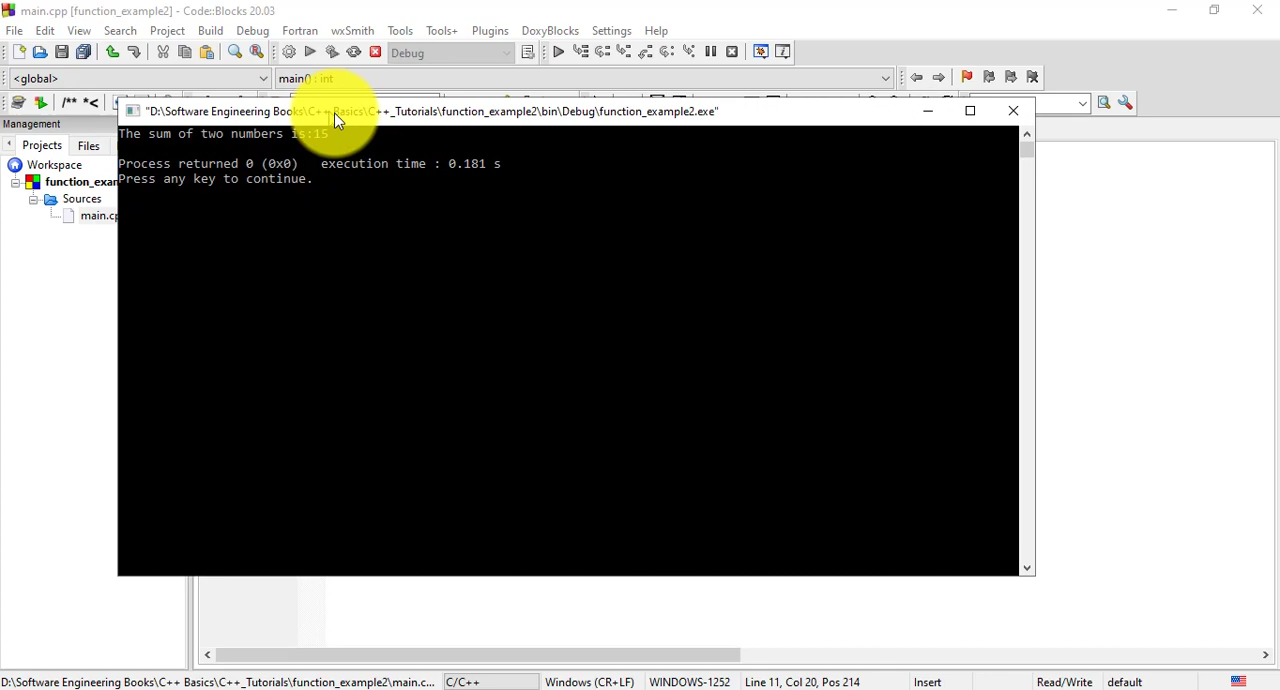 main.cpp [function_example2] - Code::Blocks 20.03
File Edit View Search Project Build Debug Fortran wxSmith Tools Tools+ Plugins DoxyBlocks Settings Help
Debug
<global> main() : int
/** *<
"D:\Software Engineering Books\C++ Basics\C++_Tutorials\function_example2\bin\Debug\function_example2.exe"
Management
The sum of two numbers is:15
Projects Files
Process returned 0 (0x0) execution time : 0.181 s
Workspace
Press any key to continue.
function_exam
Sources
main.cp
D:\Software Engineering Books\C++ Basics\C++_Tutorials\function_example2\main.c... C/C++ Windows (CR+LF) WINDOWS-1252 Line 11, Col 20, Pos 214 Insert Read/Write default